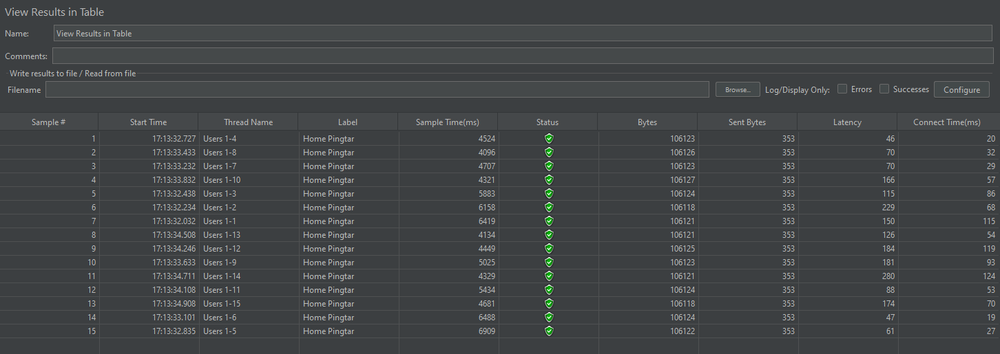 View Results in Table
Name: View Results in Table
Comments:
Write results to file / Read from file
Filename Browse... Log/Display Only: Errors Successes Configure
Sample # Start Time Thread Name Label Sample Time(ms) Status Bytes Sent Bytes Latency Connect Time(ms)
1 17:13:32.727 Users 1-4 Home Pingtar 4524 106123 353 46 20
2 17:13:33.433 Users 1-8 Home Pingtar 4096 106126 353 70 32
3 17:13:33.232 Users 1-7 Home Pingtar 4707 106123 353 70 29
4 17:13:33.832 Users 1-10 Home Pingtar 4321 106127 353 166 57
5 17:13:32.438 Users 1-3 Home Pingtar 5883 106124 353 115 86
6 17:13:32.234 Users 1-2 Home Pingtar 6158 106118 353 229 68
7 17:13:32.032 Users 1-1 Home Pingtar 6419 106121 353 150 115
8 17:13:34.508 Users 1-13 Home Pingtar 4134 106121 353 126 54
9 17:13:34.246 Users 1-12 Home Pingtar 4449 106125 353 184 119
10 17:13:33.633 Users 1-9 Home Pingtar 5025 106123 353 181 93
11 17:13:34.711 Users 1-14 Home Pingtar 4329 106121 353 280 124
12 17:13:34.108 Users 1-11 Home Pingtar 5434 106124 353 88 53
13 17:13:34.908 Users 1-15 Home Pingtar 4681 106118 353 174 70
14 17:13:33.101 Users 1-6 Home Pingtar 6488 106124 353 47 19
15 17:13:32.835 Users 1-5 Home Pingtar 6909 106122 353 61 27